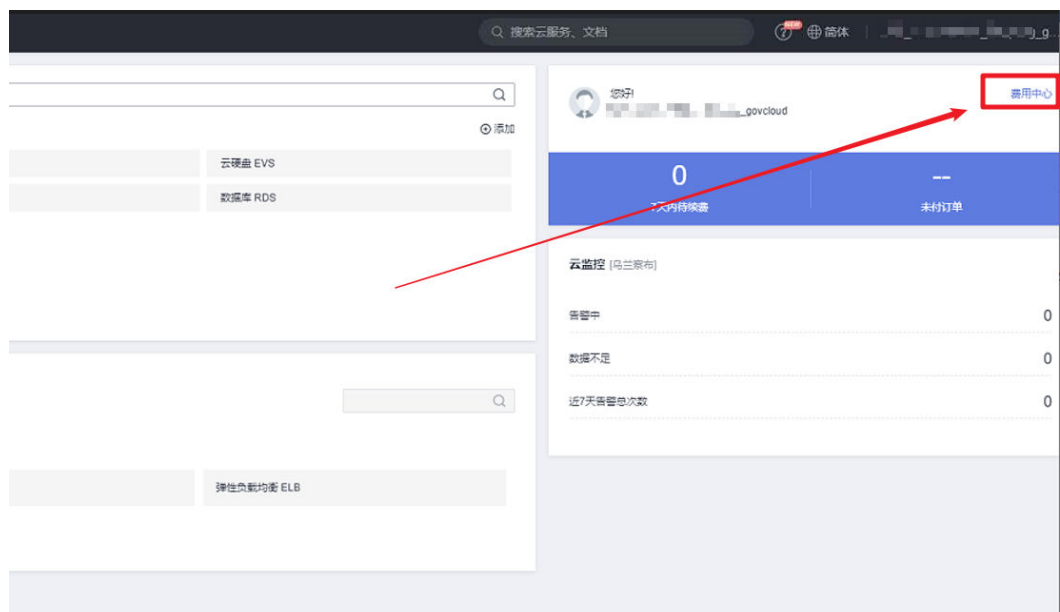 搜索云服务、文档
NEW
简体
g...
您好!
_govcloud
费用中心
添加
云硬盘 EVS
数据库 RDS
0
--
7天内待续费
未付订单
云监控 (乌兰察布)
告警中
0
数据不足
0
近7天告警总次数
0
弹性负载均衡 ELB